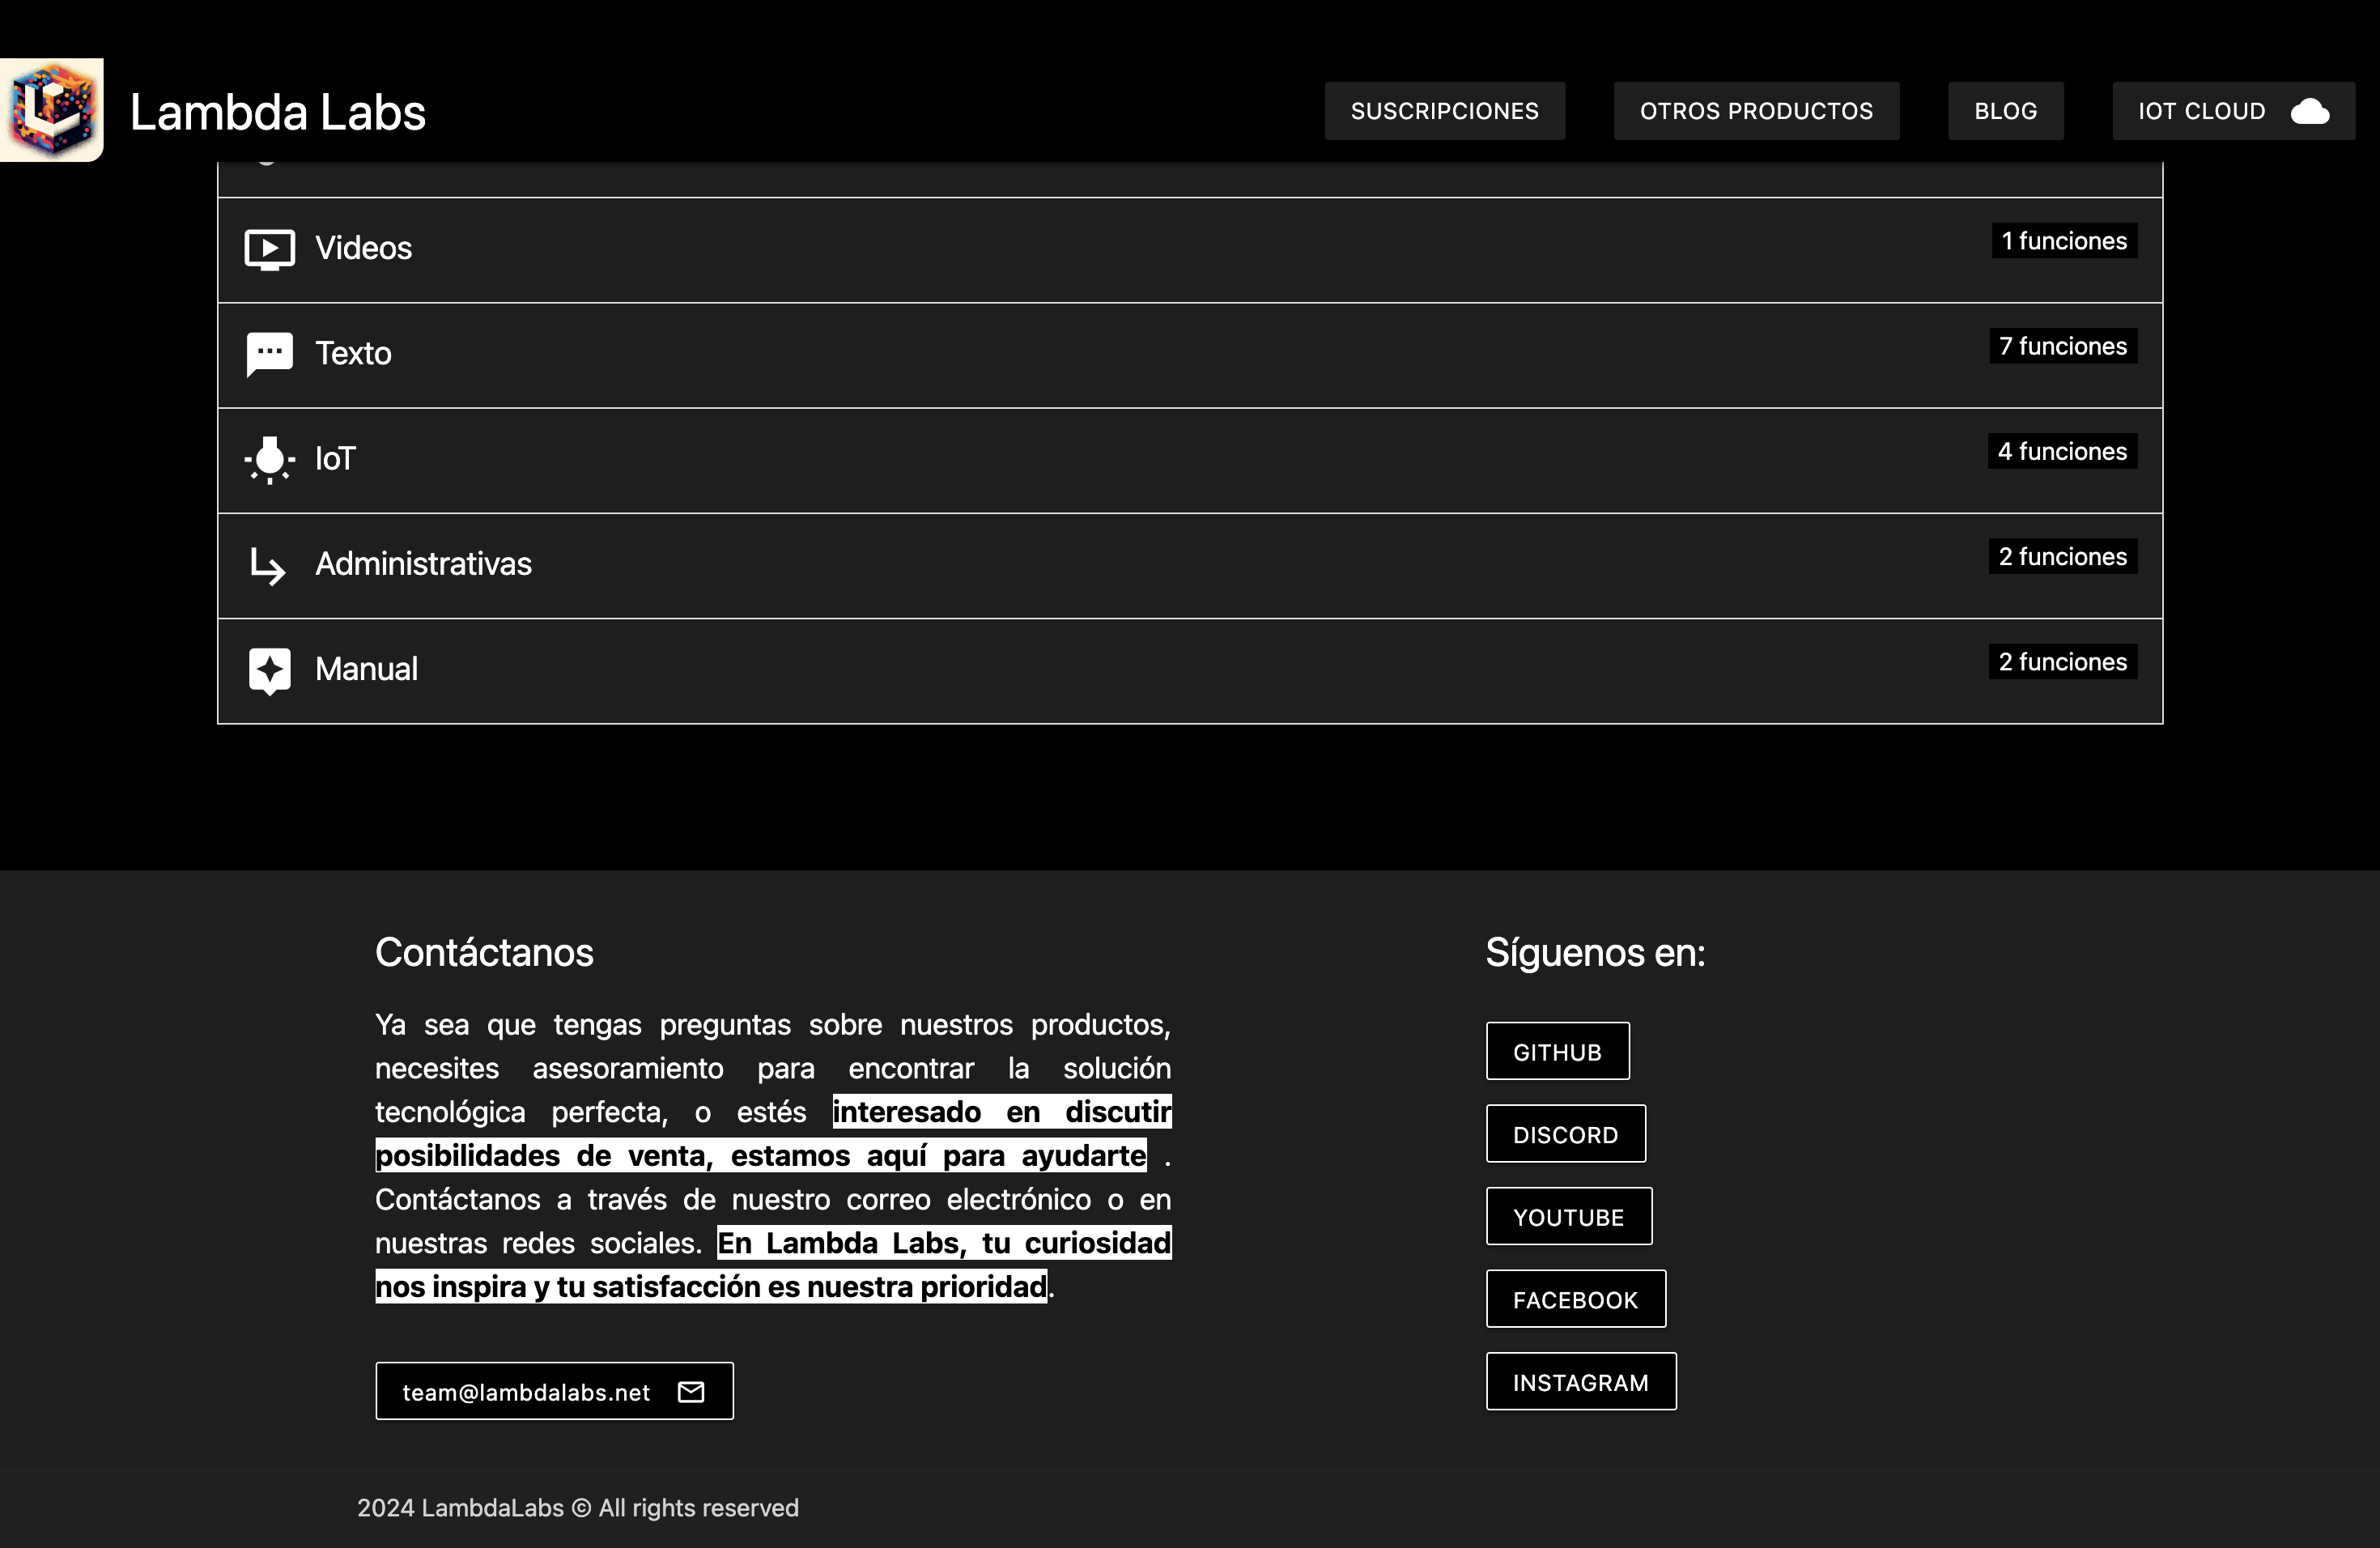 Lambda Labs
SUSCRIPCIONES
OTROS PRODUCTOS
BLOG
IOT CLOUD
Videos
1 funciones
Texto
7 funciones
IoT
4 funciones
Administrativas
2 funciones
Manual
2 funciones
Contáctanos
Ya sea que tengas preguntas sobre nuestros productos,
necesites asesoramiento para encontrar la solución
tecnológica perfecta, o estés interesado en discutir
posibilidades de venta, estamos aquí para ayudarte .
Contáctanos a través de nuestro correo electrónico o en
nuestras redes sociales. En Lambda Labs, tu curiosidad
nos inspira y tu satisfacción es nuestra prioridad.
team@lambdalabs.net
Síguenos en:
GITHUB
DISCORD
YOUTUBE
FACEBOOK
INSTAGRAM
2024 LambdaLabs © All rights reserved